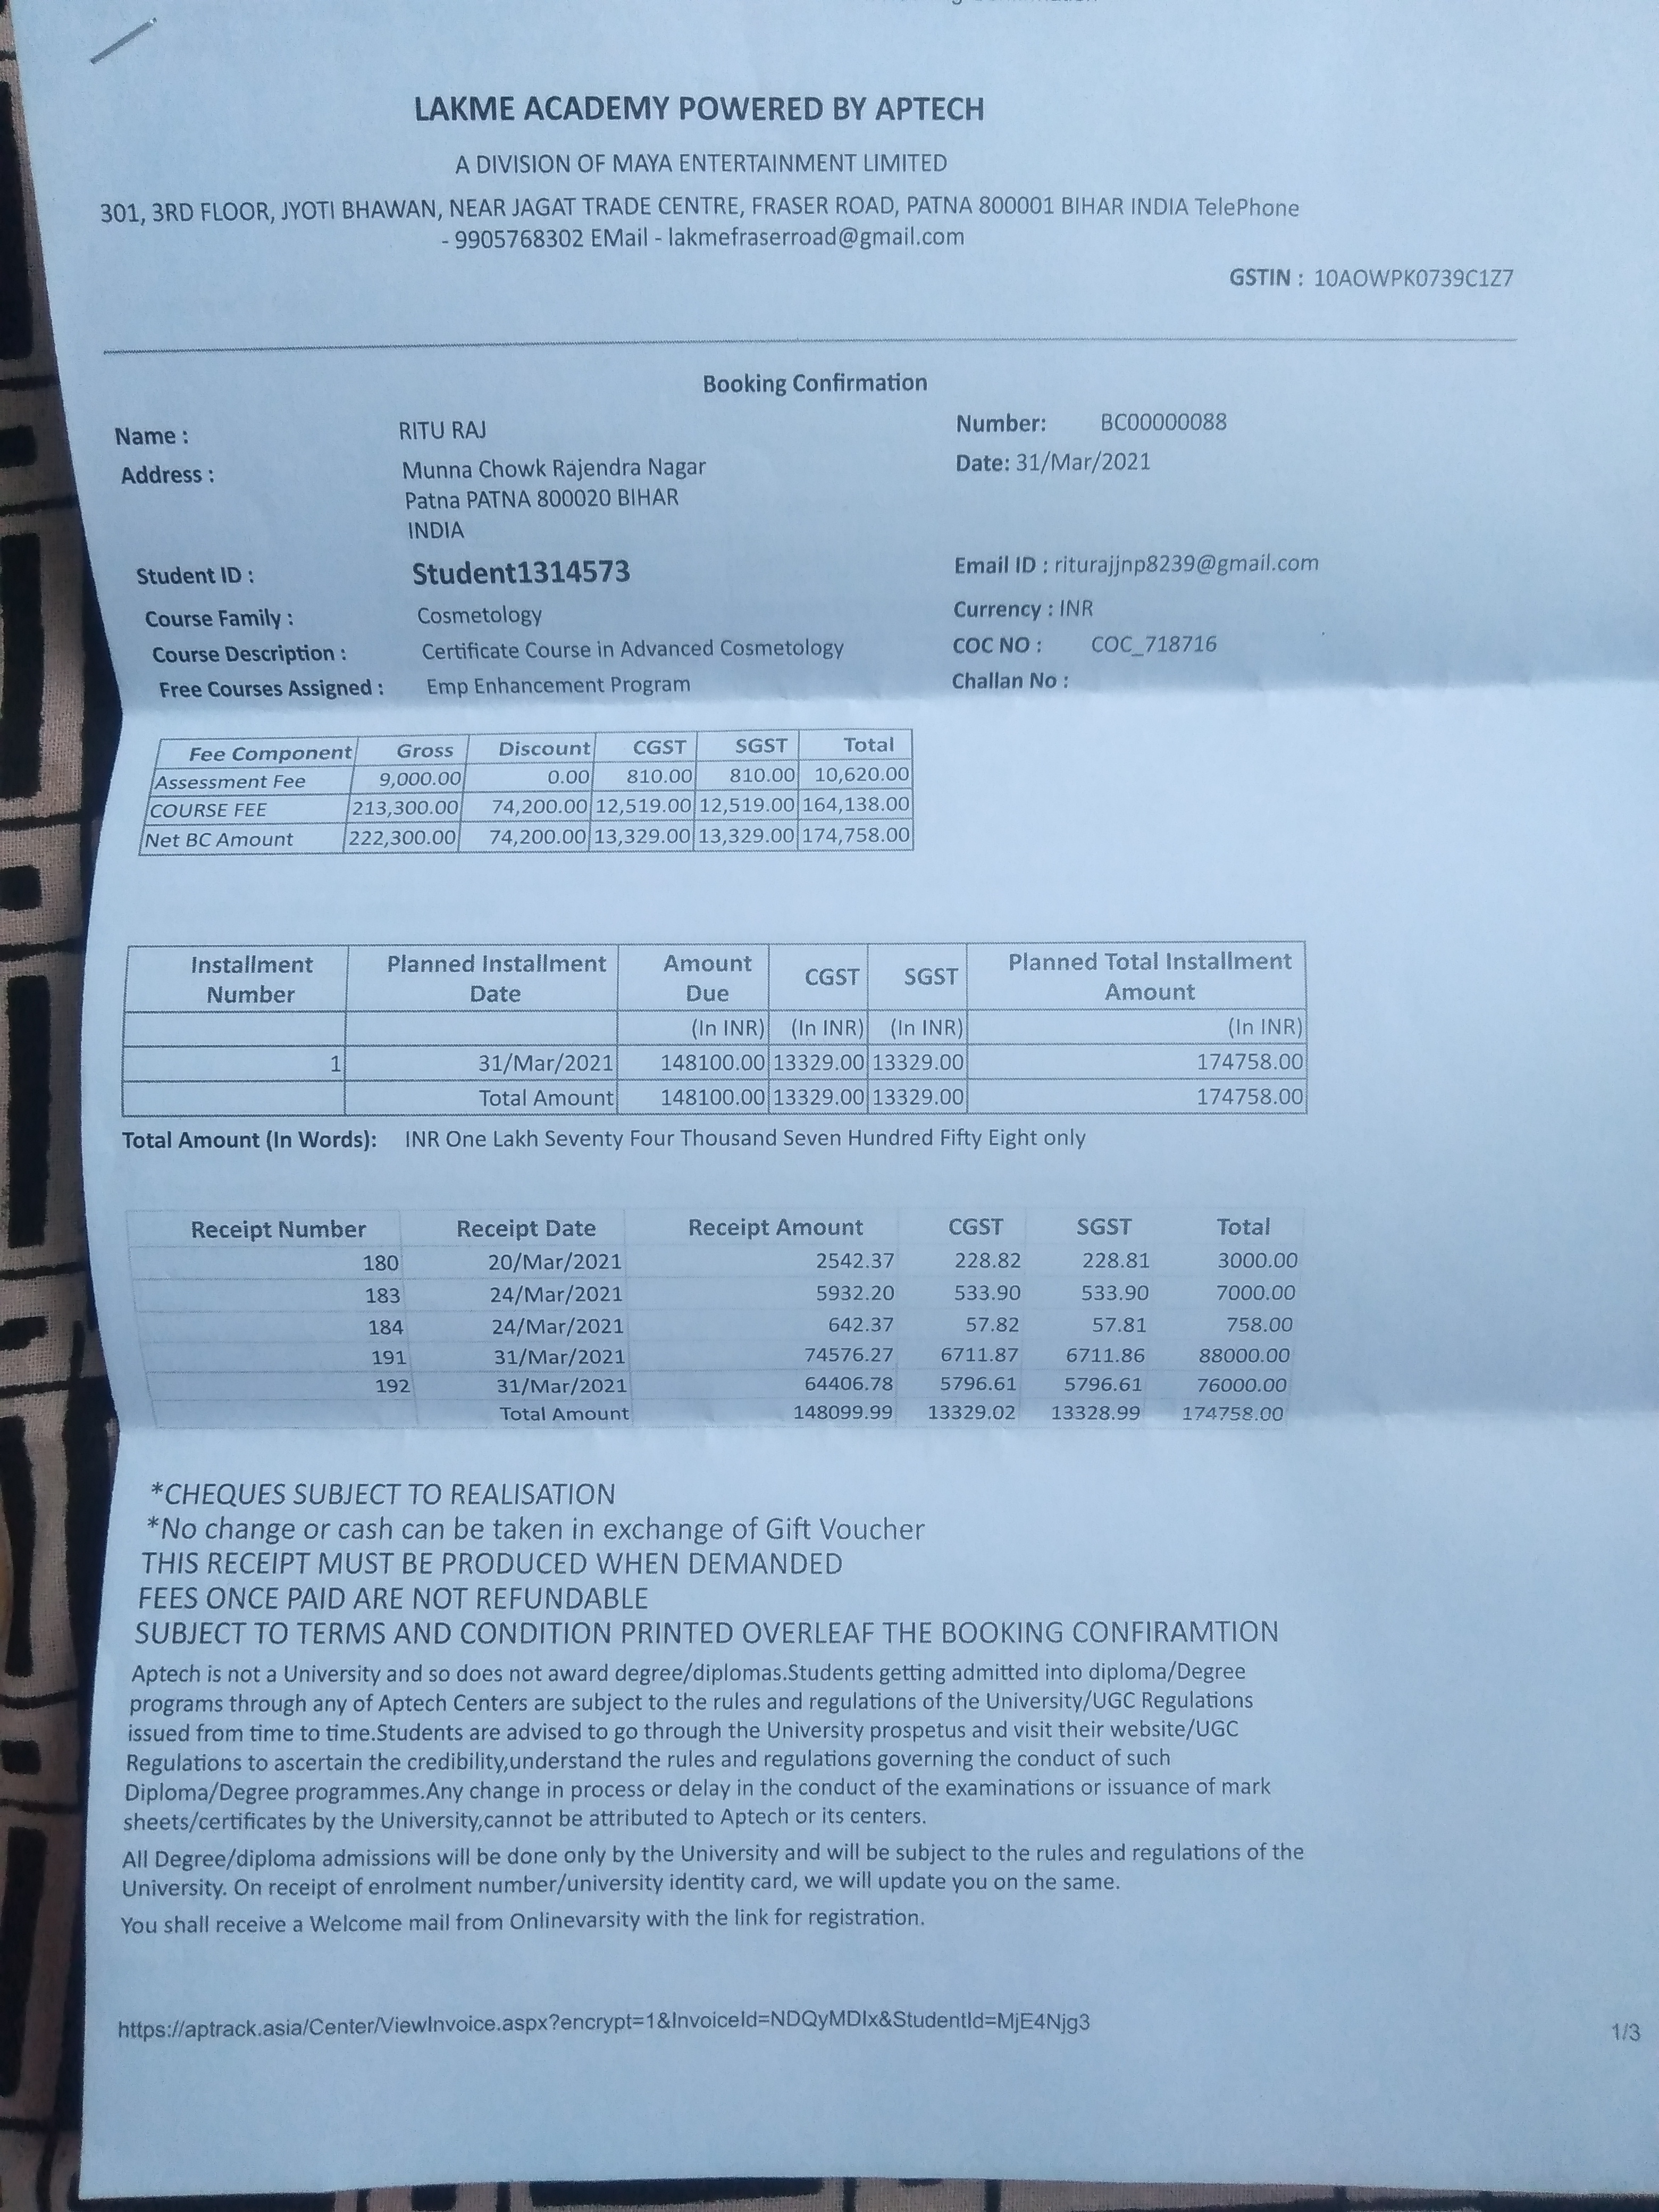 LAKME ACADEMY POWERED BY APTECH
A DIVISION OF MAYA ENTERTAINMENT LIMITED
301, 3RD FLOOR, JYOTI BHAWAN, NEAR JAGAT TRADE CENTRE, FRASER ROAD, PATNA 800001 BIHAR INDIA TelePhone
- 9905768302 EMail - lakmefraserroad@gmail.com
GSTIN : 10AOWPK0739C1Z7
Booking Confirmation
Name : RITU RAJ Number: BC00000088
Address : Munna Chowk Rajendra Nagar Date: 31/Mar/2021
Patna PATNA 800020 BIHAR
INDIA
Student ID : Student1314573 Email ID : riturajjnp8239@gmail.com
Course Family : Cosmetology Currency : INR
Course Description : Certificate Course in Advanced Cosmetology COC NO : COC_718716
Free Courses Assigned : Emp Enhancement Program Challan No :
Fee Component Gross Discount CGST SGST Total
Assessment Fee 9,000.00 0.00 810.00 810.00 10,620.00
COURSE FEE 213,300.00 74,200.00 12,519.00 12,519.00 164,138.00
Net BC Amount 222,300.00 74,200.00 13,329.00 13,329.00 174,758.00
Installment Number Planned Installment Date Amount Due CGST SGST Planned Total Installment Amount
(In INR) (In INR) (In INR) (In INR)
1 31/Mar/2021 148100.00 13329.00 13329.00 174758.00
Total Amount 148100.00 13329.00 13329.00 174758.00
Total Amount (In Words): INR One Lakh Seventy Four Thousand Seven Hundred Fifty Eight only
Receipt Number Receipt Date Receipt Amount CGST SGST Total
180 20/Mar/2021 2542.37 228.82 228.81 3000.00
183 24/Mar/2021 5932.20 533.90 533.90 7000.00
184 24/Mar/2021 642.37 57.82 57.81 758.00
191 31/Mar/2021 74576.27 6711.87 6711.86 88000.00
192 31/Mar/2021 64406.78 5796.61 5796.61 76000.00
Total Amount 148099.99 13329.02 13328.99 174758.00
*CHEQUES SUBJECT TO REALISATION
*No change or cash can be taken in exchange of Gift Voucher
THIS RECEIPT MUST BE PRODUCED WHEN DEMANDED
FEES ONCE PAID ARE NOT REFUNDABLE
SUBJECT TO TERMS AND CONDITION PRINTED OVERLEAF THE BOOKING CONFIRAMTION
Aptech is not a University and so does not award degree/diplomas.Students getting admitted into diploma/Degree
programs through any of Aptech Centers are subject to the rules and regulations of the University/UGC Regulations
issued from time to time.Students are advised to go through the University prospetus and visit their website/UGC
Regulations to ascertain the credibility,understand the rules and regulations governing the conduct of such
Diploma/Degree programmes.Any change in process or delay in the conduct of the examinations or issuance of mark
sheets/certificates by the University,cannot be attributed to Aptech or its centers.
All Degree/diploma admissions will be done only by the University and will be subject to the rules and regulations of the
University. On receipt of enrolment number/university identity card, we will update you on the same.
You shall receive a Welcome mail from Onlinevarsity with the link for registration.
https://aptrack.asia/Center/ViewInvoice.aspx?encrypt=1&InvoiceId=NDQyMDIx&StudentId=MjE4Njg3 1/3